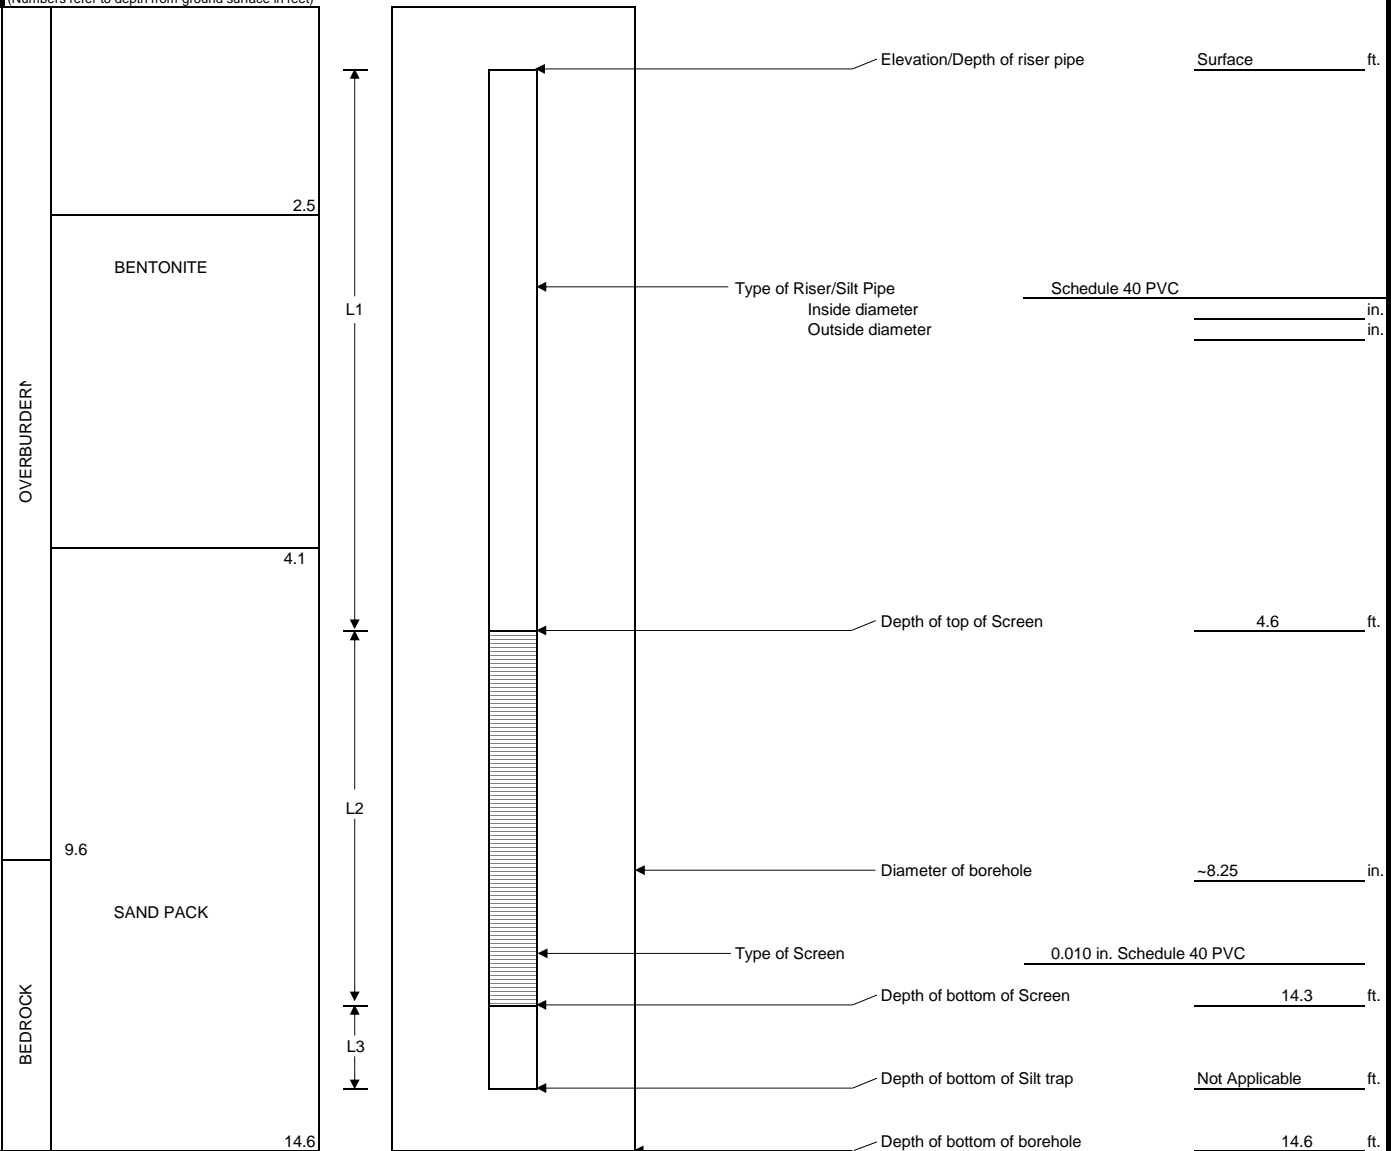 (Numbers refer to depth from ground surface in feet)
Elevation/Depth of riser pipe Surface ft.
2.5
BENTONITE
Type of Riser/Silt Pipe Schedule 40 PVC
L1
Inside diameter in.
Outside diameter in.
OVERBURDERN
4.1
Depth of top of Screen 4.6 ft.
L2
9.6
Diameter of borehole ~8.25 in.
SAND PACK
Type of Screen 0.010 in. Schedule 40 PVC
Depth of bottom of Screen 14.3 ft.
BEDROCK
L3
Depth of bottom of Silt trap Not Applicable ft.
14.6
Depth of bottom of borehole 14.6 ft.